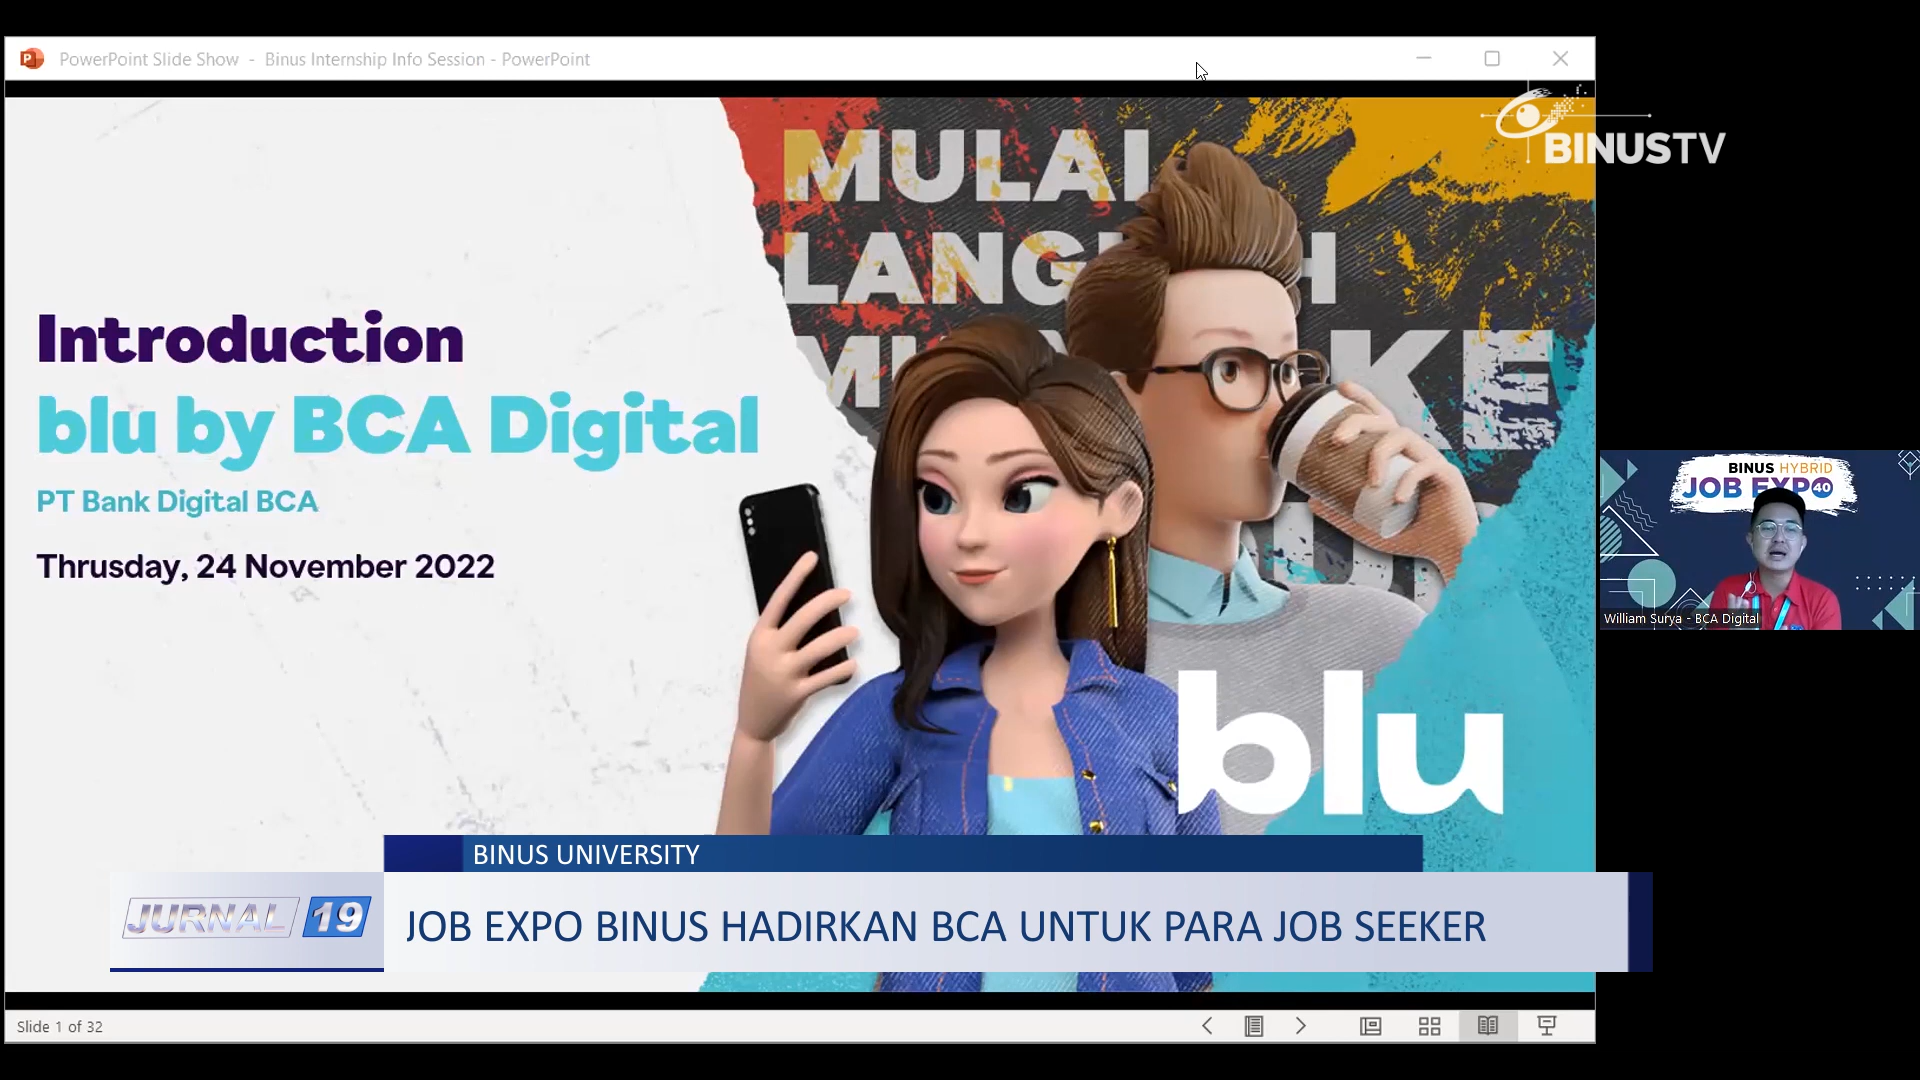 PowerPoint Slide Show - Binus Internship Info Session - PowerPoint
BINUSTV
MULAI
LANG H
KE
Introduction
blu by BCA Digital
PT Bank Digital BCA
Thrusday, 24 November 2022
blu
BINUS HYBRID
JOB EXPO 40
William Surya - BCA Digital
BINUS UNIVERSITY
JURNAL 19
JOB EXPO BINUS HADIRKAN BCA UNTUK PARA JOB SEEKER
Slide 1 of 32